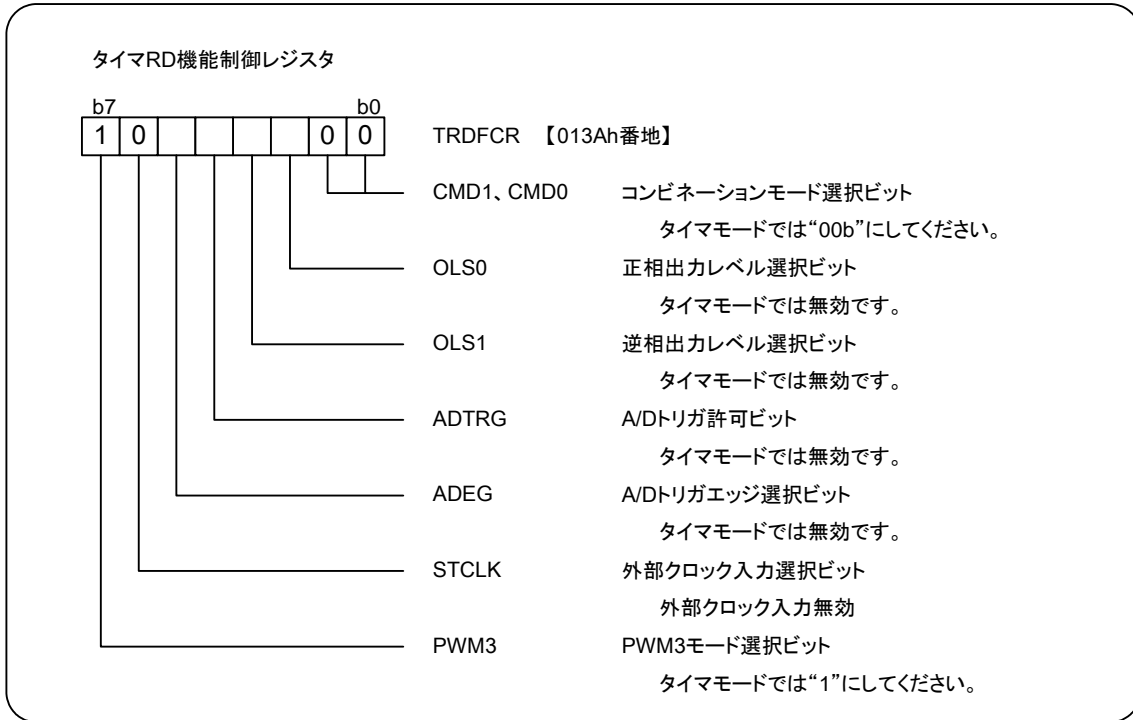 タイマRD機能制御レジスタ
b7 b0
1 0 0 0 TRDFCR 【013Ah番地】
CMD1、CMD0 コンビネーションモード選択ビット
タイマモードでは“00b”にしてください。
OLS0 正相出力レベル選択ビット
タイマモードでは無効です。
OLS1 逆相出力レベル選択ビット
タイマモードでは無効です。
ADTRG A/Dトリガ許可ビット
タイマモードでは無効です。
ADEG A/Dトリガエッジ選択ビット
タイマモードでは無効です。
STCLK 外部クロック入力選択ビット
外部クロック入力無効
PWM3 PWM3モード選択ビット
タイマモードでは“1”にしてください。